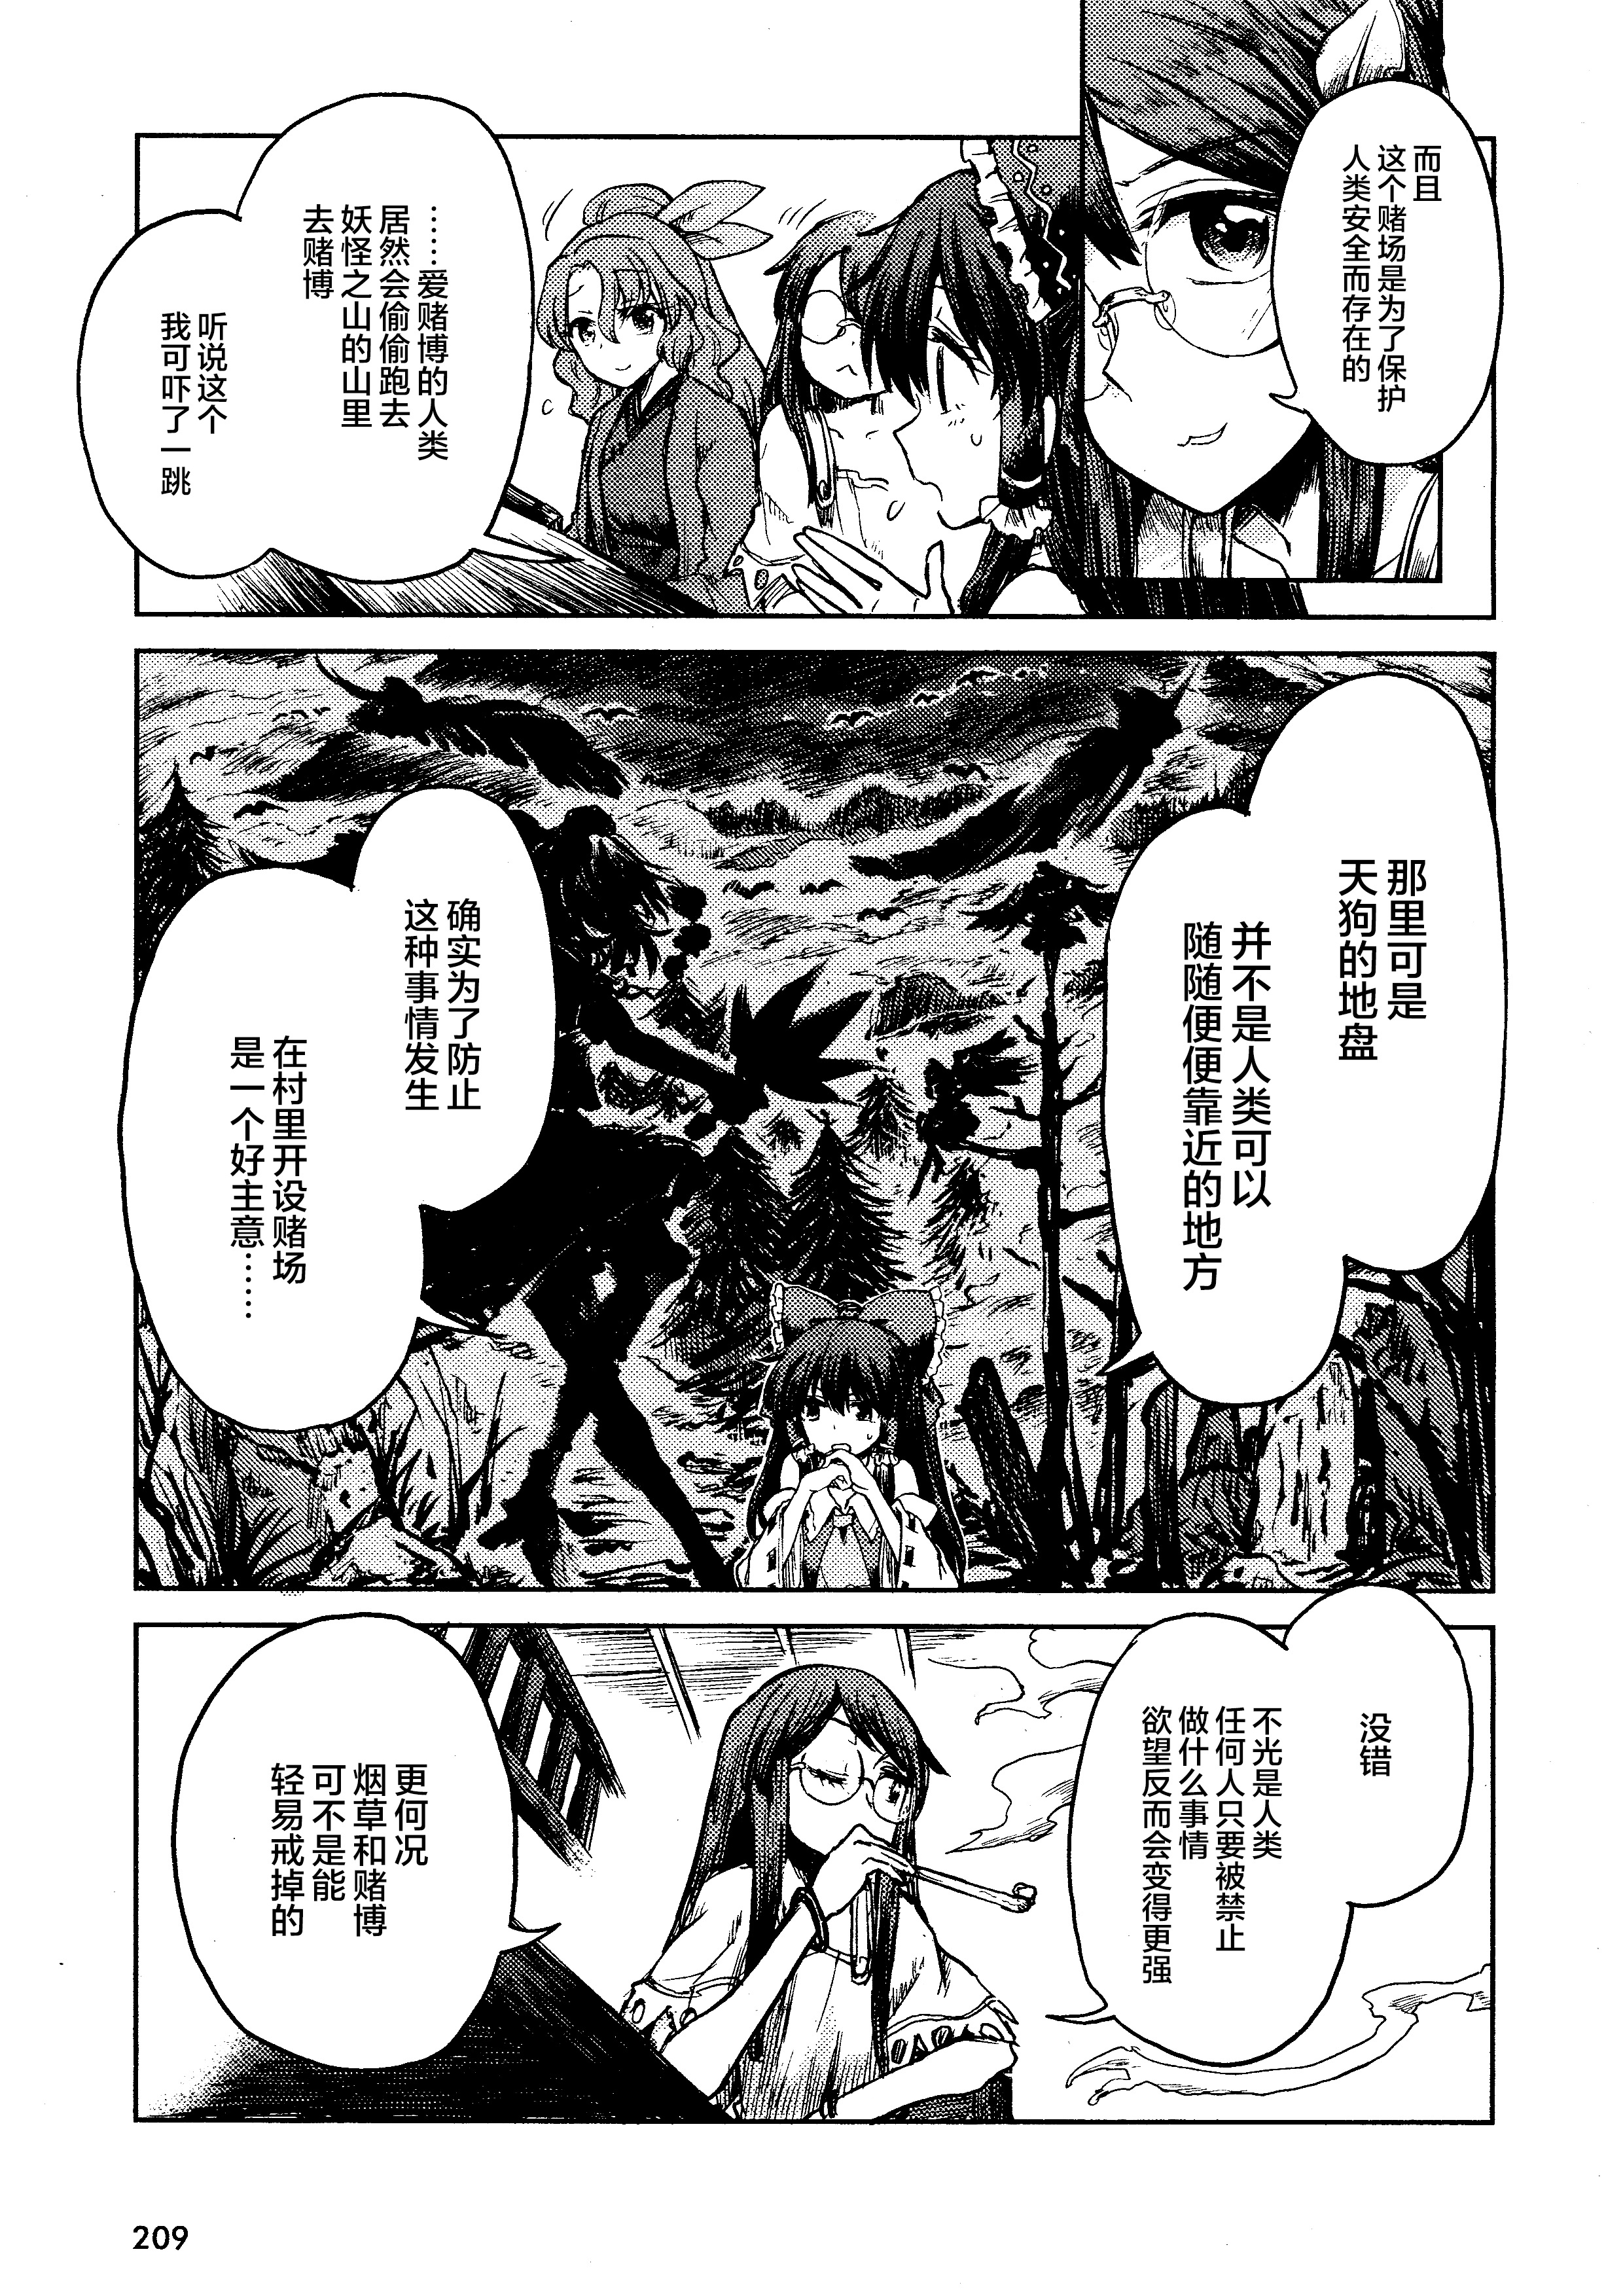 而且
这个赌场是为了保护
人类安全而存在的
……爱赌博的人类
居然会偷偷跑去
妖怪之山的山里
去赌博
听说这个
我可吓了一跳
那里可是
天狗的地盘
并不是人类可以
随随便便靠近的地方
确实为了防止
这种事情发生
在村里开设赌场
是一个好主意……
没错
不光是人类
任何人只要被禁止
做什么事情
欲望反而会变得更强
更何况
烟草和赌博
可不是能
轻易戒掉的
209